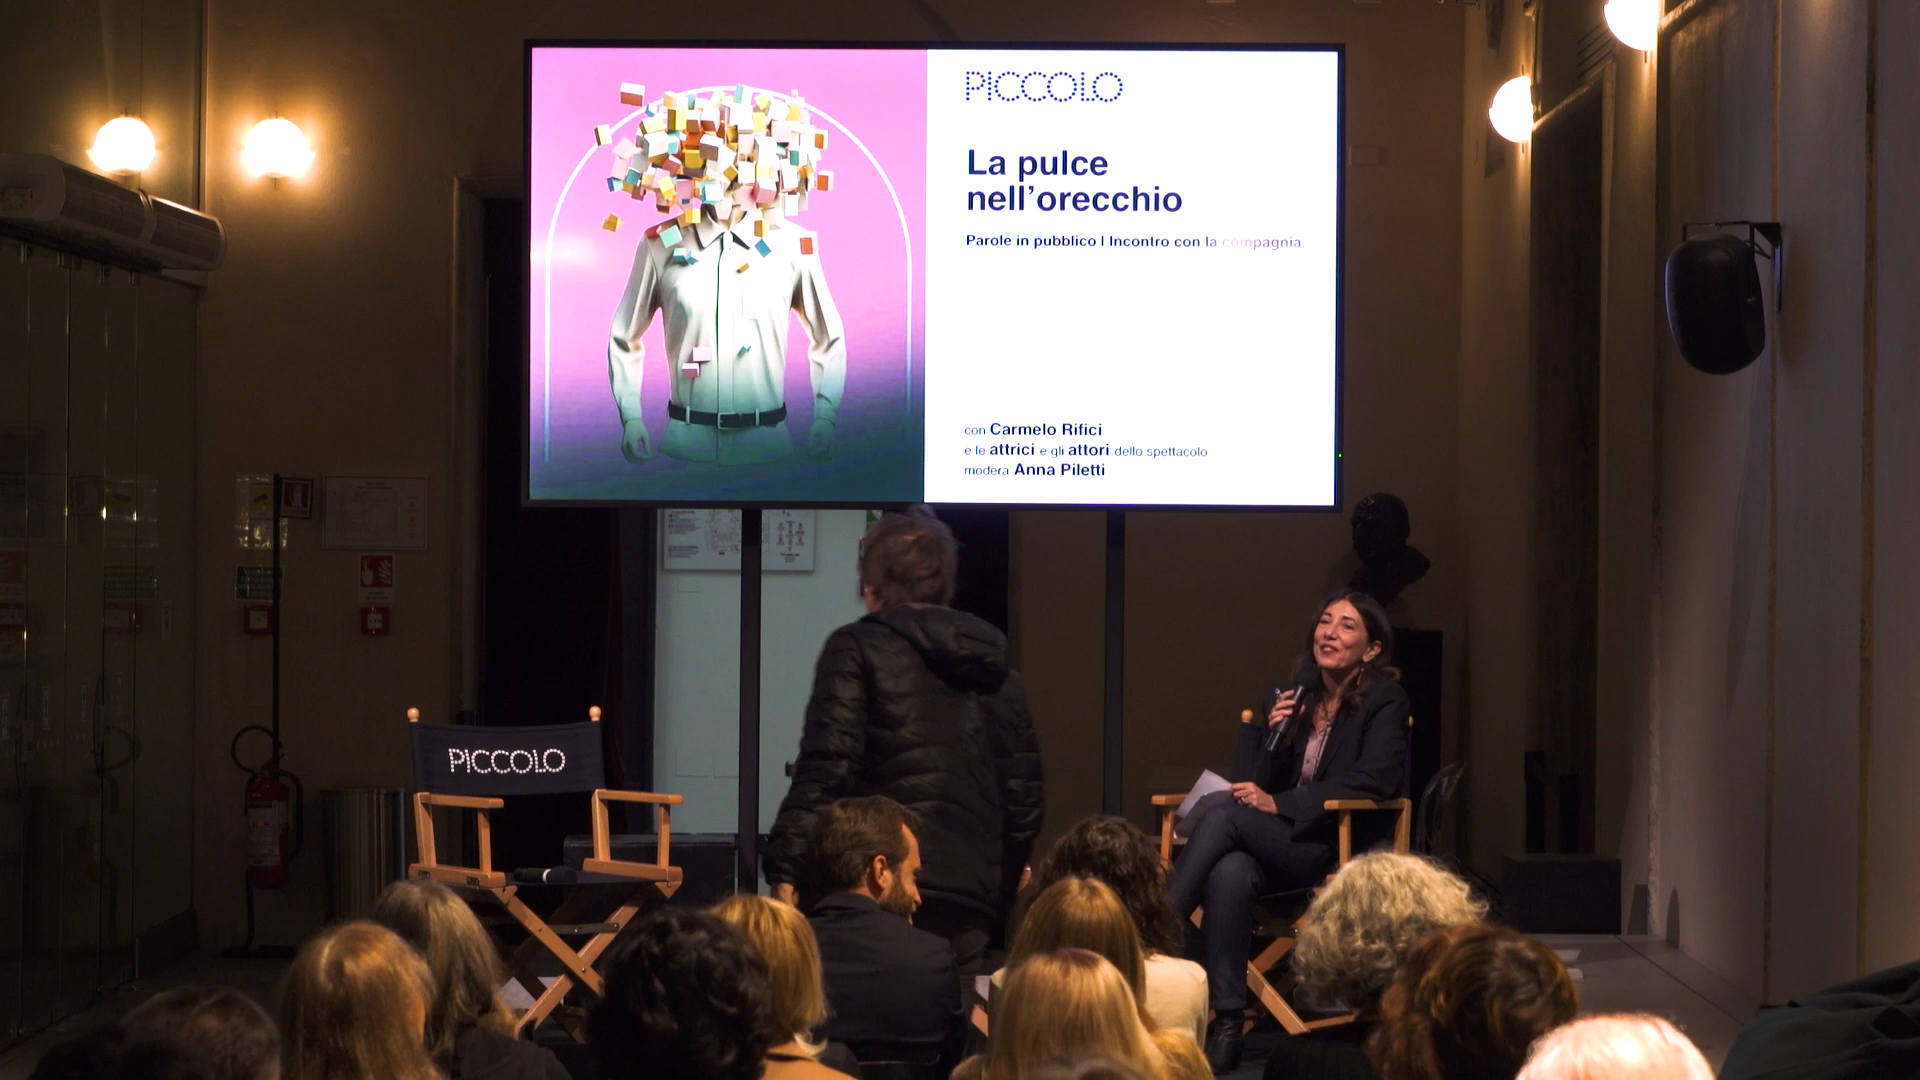 PICCOLO
La pulce
nell'orecchio
Parole in pubblico | Incontro con la compagnia
con Carmelo Rifici
e le attrici e gli attori dello spettacolo
modera Anna Piletti
PICCOLO